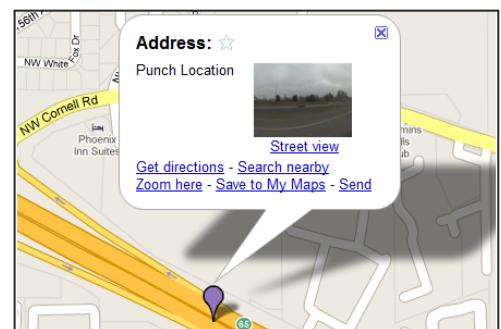 156th
NW White Fox Dr
NW Cornell Rd
Phoenix
Inn Suites
Address:
Punch Location
Street view
Get directions - Search nearby
Zoom here - Save to My Maps - Send
65